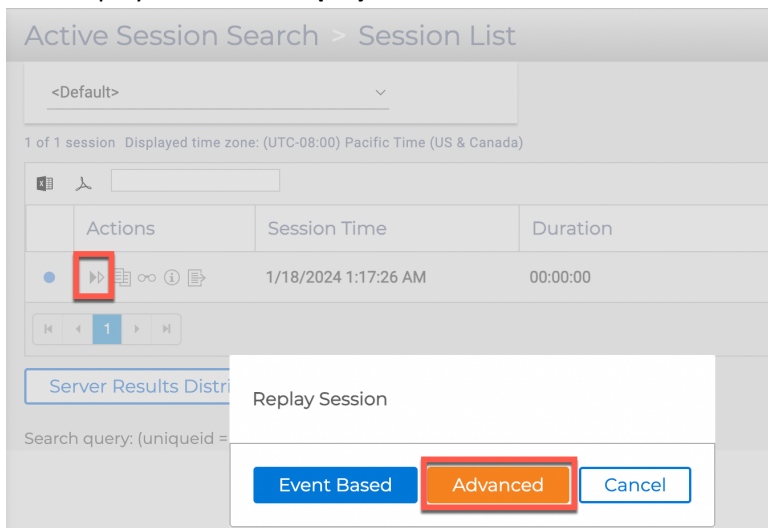 Active Session Search > Session List
<Default>
1 of 1 session Displayed time zone: (UTC-08:00) Pacific Time (US & Canada)
Actions Session Time Duration
1/18/2024 1:17:26 AM 00:00:00
1
Server Results Distri
Replay Session
Search query: (uniqueid =
Event Based Advanced Cancel